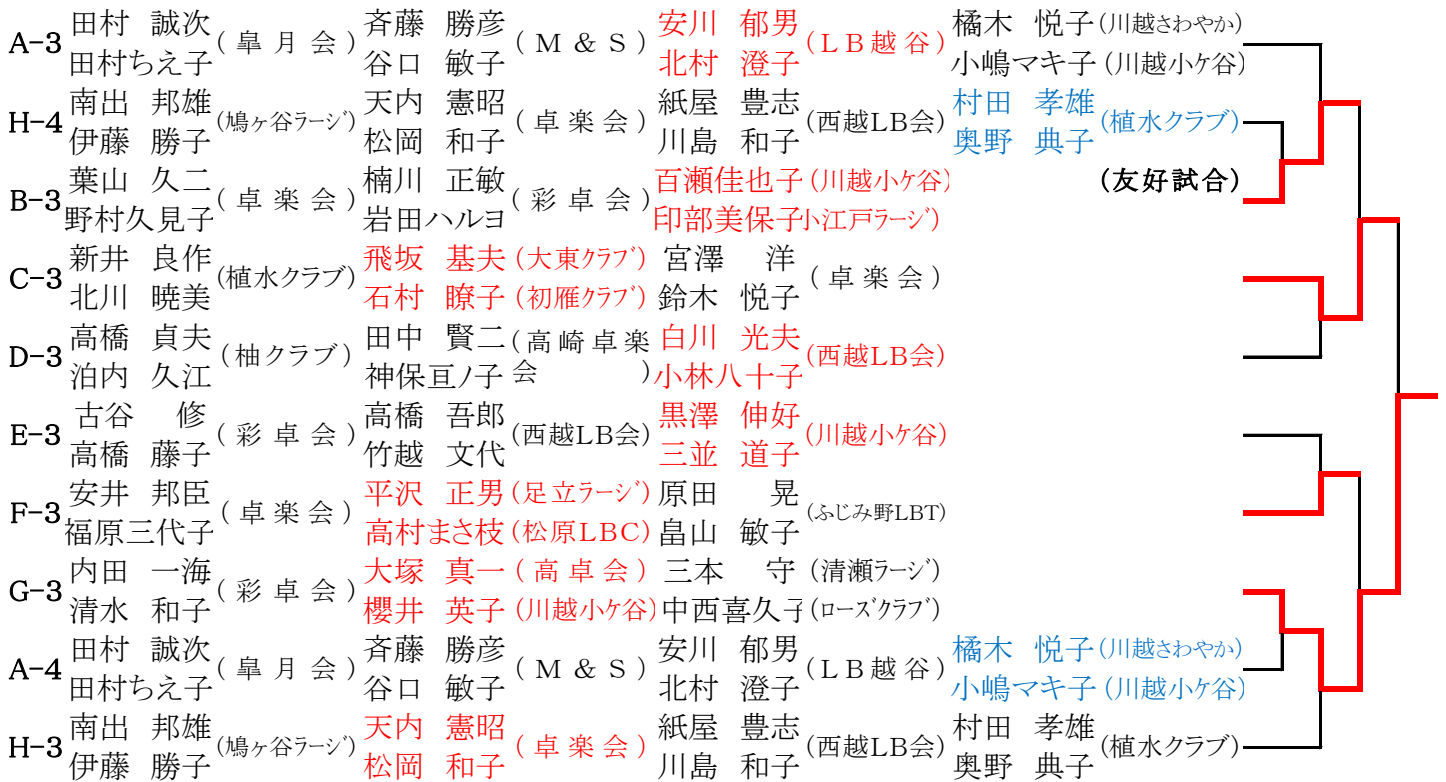 A-3 田村 誠次 田村ちえ子 (皐月会) 斉藤 勝彦 谷口 敏子 (M & S) 安川 郁男 北村 澄子 (LB越谷) 橘木 悦子 (川越さわやか) 小嶋マキ子 (川越小ケ谷)
H-4 南出 邦雄 伊藤 勝子 (鳩ヶ谷ラージ) 天内 憲昭 松岡 和子 (卓楽会) 紙屋 豊志 川島 和子 (西越LB会) 村田 孝雄 奥野 典子 (植水クラブ)
B-3 葉山 久二 野村久見子 (卓楽会) 楠川 正敏 岩田ハルヨ (彩卓会) 百瀬佳也子 (川越小ケ谷) 印部美保子 小江戸ラージ) (友好試合)
C-3 新井 良作 北川 暁美 (植水クラブ) 飛坂 基夫 (大東クラブ) 石村 瞭子 (初雁クラブ) 宮澤 洋 鈴木 悦子 (卓楽会)
D-3 高橋 貞夫 泊内 久江 (柚クラブ) 田中 賢二 神保亘ノ子 (高崎卓楽会) 白川 光夫 小林八十子 (西越LB会)
E-3 古谷 修 高橋 藤子 (彩卓会) 高橋 吾郎 竹越 文代 (西越LB会) 黒澤 伸好 三並 道子 (川越小ケ谷)
F-3 安井 邦臣 福原三代子 (卓楽会) 平沢 正男 (足立ラージ) 高村まさ枝 (松原LBC) 原田 晃 畠山 敏子 (ふじみ野LBT)
G-3 内田 一海 清水 和子 (彩卓会) 大塚 真一 (高卓会) 櫻井 英子 (川越小ケ谷) 三本 守 (清瀬ラージ) 中西喜久子 (ローズクラブ)
A-4 田村 誠次 田村ちえ子 (皐月会) 斉藤 勝彦 谷口 敏子 (M & S) 安川 郁男 北村 澄子 (LB越谷) 橘木 悦子 (川越さわやか) 小嶋マキ子 (川越小ケ谷)
H-3 南出 邦雄 伊藤 勝子 (鳩ヶ谷ラージ) 天内 憲昭 松岡 和子 (卓楽会) 紙屋 豊志 川島 和子 (西越LB会) 村田 孝雄 奥野 典子 (植水クラブ)